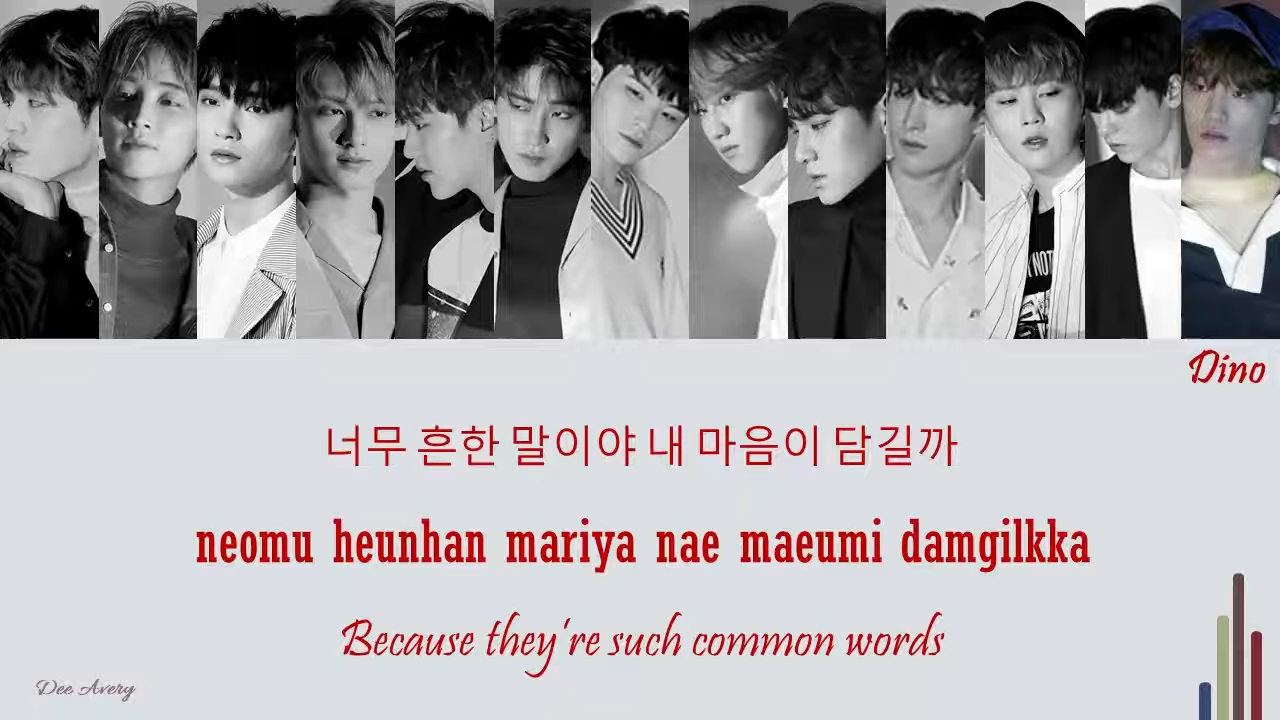 Dino
너무 흔한 말이야 내 마음이 담길까
neomu heunhan mariya nae maeumi damgilkka
Because they're such common words
Dee Avery